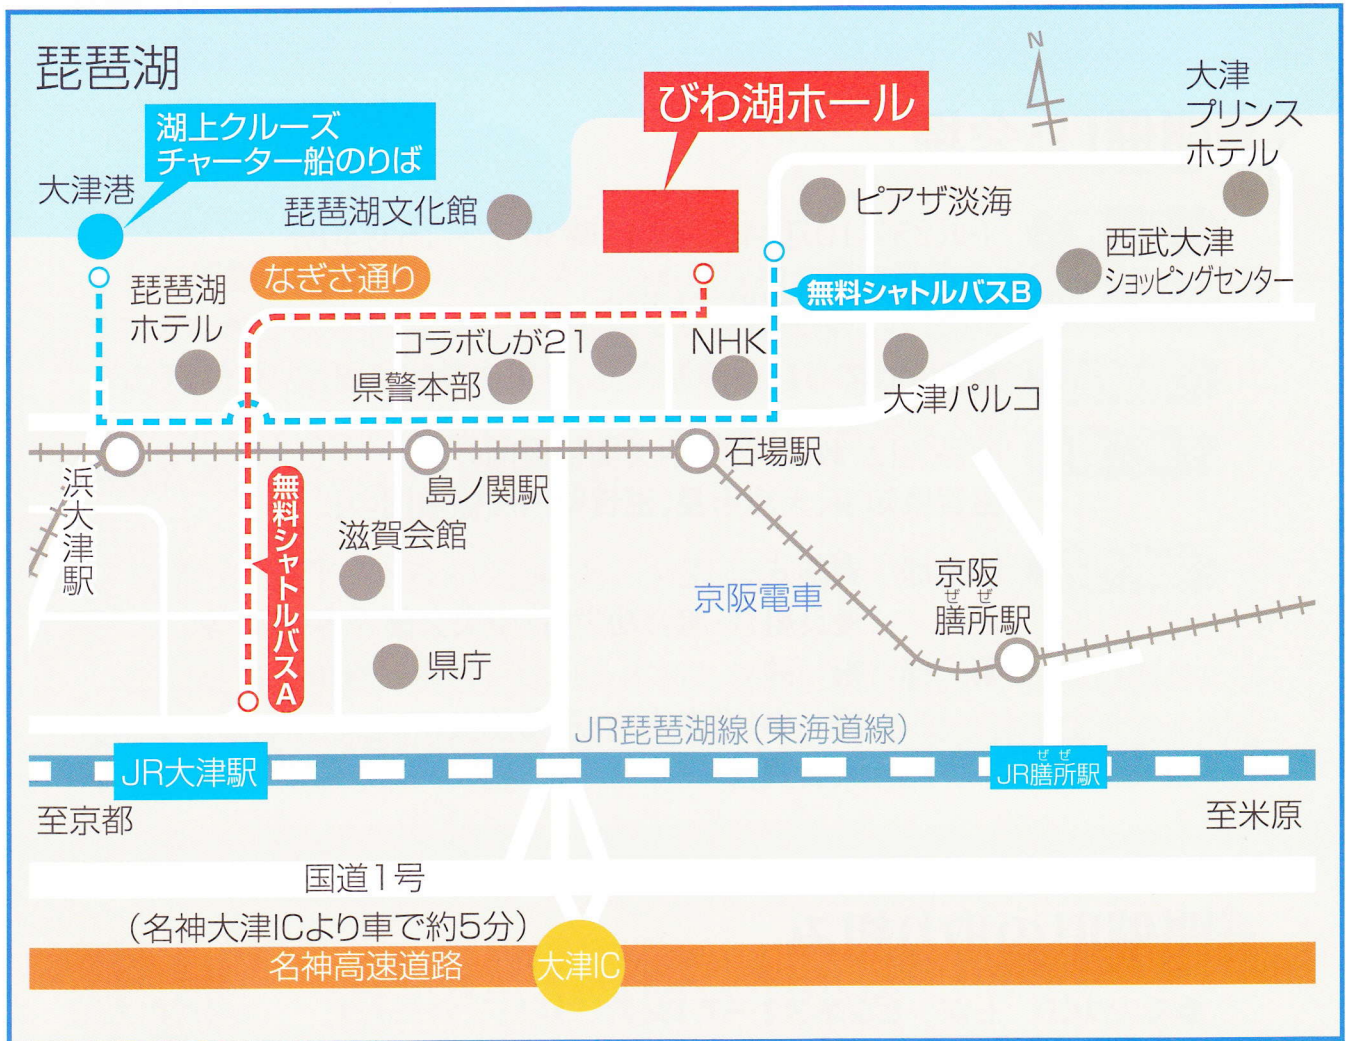 琵琶湖
N
大津
プリンス
ホテル
びわ湖ホール
湖上クルーズ
チャーター船のりば
大津港
琵琶湖文化館
ピアザ淡海
西武大津
ショッピングセンター
なぎさ通り
琵琶湖
ホテル
無料シャトルバスB
コラボしが21
NHK
県警本部
大津パルコ
石場駅
島ノ関駅
浜大津駅
無料シャトルバスA
滋賀会館
京阪電車
京阪
ぜぜ
膳所駅
県庁
JR琵琶湖線(東海道線)
JR大津駅
ぜぜ
JR膳所駅
至京都
至米原
国道1号
(名神大津ICより車で約5分)
名神高速道路
大津IC